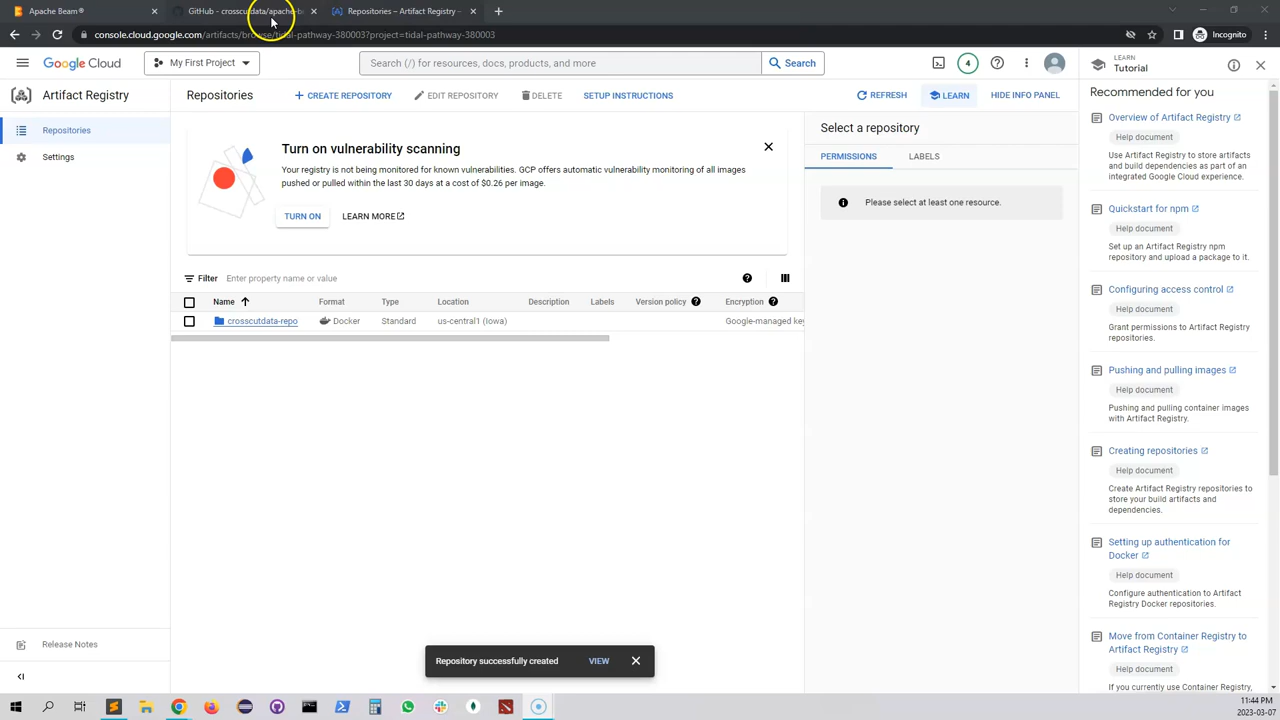 Apache Beam®
GitHub - crosscutdata/apache-be
Repositories – Artifact Registry –
console.cloud.google.com/artifacts/browse/tidal-pathway-380003?project=tidal-pathway-380003
Incognito
Google Cloud
My First Project
Search (/) for resources, docs, products, and more
Search
4
LEARN
Tutorial
Artifact Registry
Repositories
Settings
Release Notes
Repositories
CREATE REPOSITORY
EDIT REPOSITORY
DELETE
SETUP INSTRUCTIONS
REFRESH
LEARN
HIDE INFO PANEL
Turn on vulnerability scanning
Your registry is not being monitored for known vulnerabilities. GCP offers automatic vulnerability monitoring of all images
pushed or pulled within the last 30 days at a cost of $0.26 per image.
TURN ON
LEARN MORE
Filter
Enter property name or value
Name
Format
Type
Location
Description
Labels
Version policy
Encryption
crosscutdata-repo
Docker
Standard
us-central1 (Iowa)
Google-managed key
Repository successfully created
VIEW
Select a repository
PERMISSIONS
LABELS
Please select at least one resource.
Recommended for you
Overview of Artifact Registry
Help document
Use Artifact Registry to store artifacts
and build dependencies as part of an
integrated Google Cloud experience.
Quickstart for npm
Help document
Set up an Artifact Registry npm
repository and upload a package to it.
Configuring access control
Help document
Grant permissions to Artifact Registry
repositories.
Pushing and pulling images
Help document
Pushing and pulling container images
with Artifact Registry.
Creating repositories
Help document
Create Artifact Registry repositories to
store your build artifacts and
dependencies.
Setting up authentication for
Docker
Help document
Configure authentication to Artifact
Registry Docker repositories.
Move from Container Registry to
Artifact Registry
Help document
If you currently use Container Registry,
11:44 PM
2023-03-07